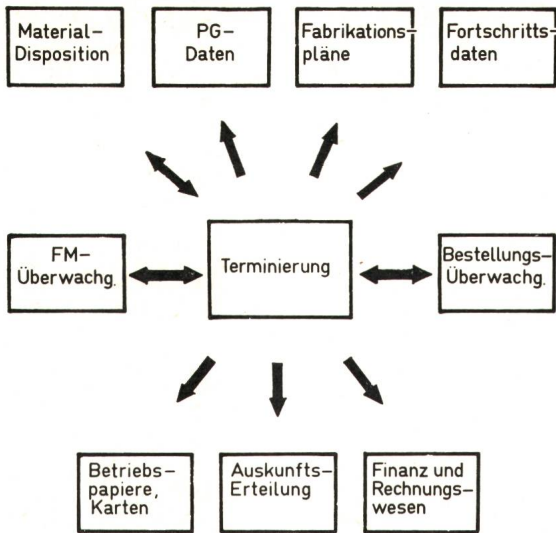 Material-
Disposition
PG-
Daten
Fabrikations-
pläne
Fortschritts-
daten
FM-
Überwachg.
Terminierung
Bestellungs-
Überwachg.
Betriebs-
papiere,
Karten
Auskunfts-
Erteilung
Finanz und
Rechnungs-
wesen